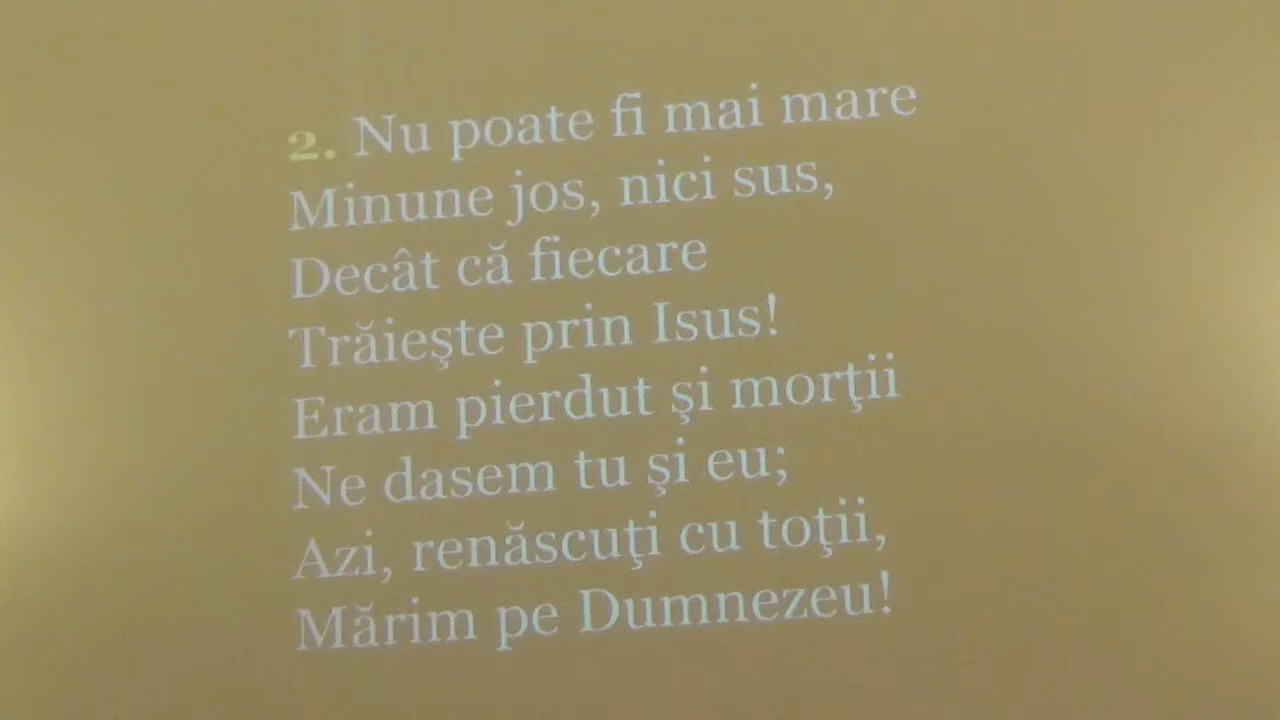 2. Nu poate fi mai mare
Minune jos, nici sus,
Decât că fiecare
Trăieşte prin Isus!
Eram pierdut şi morţii
Ne dasem tu şi eu;
Azi, renăscuţi cu toţii,
Mărim pe Dumnezeu!